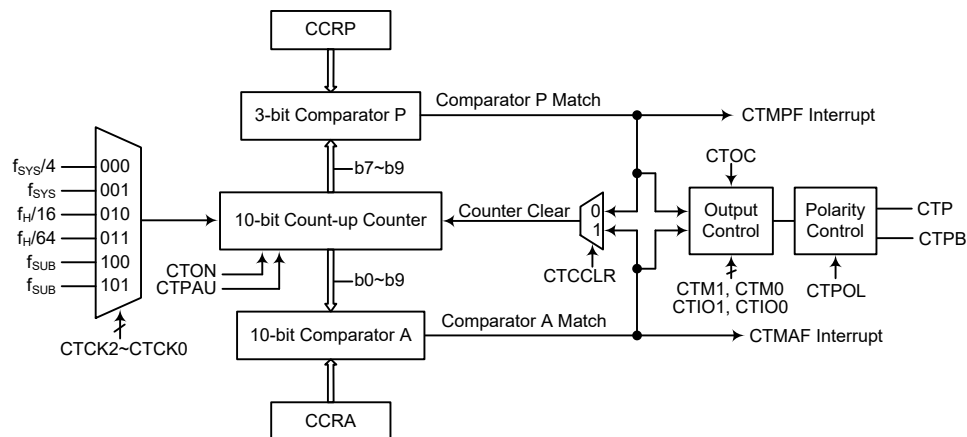 CCRP
3-bit Comparator P
Comparator P Match
CTMPF Interrupt
fSYS/4 000
fSYS 001
fH/16 010
fH/64 011
fSUB 100
fSUB 101
CTCK2~CTCK0
b7~b9
10-bit Count-up Counter
Counter Clear
CTON
CTPAU
b0~b9
0
1
CTCCLR
CTOC
Output
Control
CTM1, CTM0
CTIO1, CTIO0
Polarity
Control
CTPOL
CTP
CTPB
10-bit Comparator A
Comparator A Match
CTMAF Interrupt
CCRA